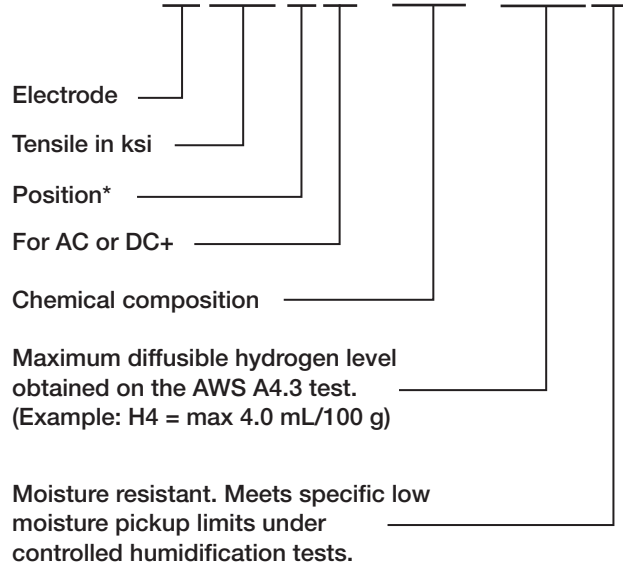 Electrode
Tensile in ksi
Position*
For AC or DC+
Chemical composition
Maximum diffusible hydrogen level
obtained on the AWS A4.3 test.
(Example: H4 = max 4.0 mL/100 g)
Moisture resistant. Meets specific low
moisture pickup limits under
controlled humidification tests.